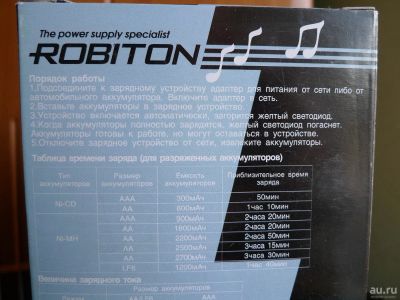 The power supply specialist
ROBITON
Порядок работы
1.Подсоедините к зарядному устройству адаптер для питания от сети либо от
автомобильного аккумулятора. Включите адаптер в сеть.
2.Вставьте аккумуляторы в зарядное устройство.
3.Устройство включается автоматически, загорится желтый светодиод.
4.Когда аккумуляторы полностью зарядятся, желтый светодиод погаснет.
Аккумуляторы готовы к работе, но могут оставаться в устройстве.
5.Отключите зарядное устройство от сети, извлеките аккумуляторы.
Таблица времени заряда (для разряженных аккумуляторов)
Тип аккумуляторов Размер аккумуляторов Емкость аккумуляторов Приблизительное время заряда
Ni-CD AAA 300мАч 50мин
AA 600мАч 1час 10мин
Ni-MH AAA 900мАч 2часа 20мин
AA 1800мАч 2часа 20мин
AA 2200мАч 2часа 50мин
AA 2500мАч 3часа 15мин
AA 2700мАч 3часа 30мин
LF6 1200мАч 1час 40мин
Величина зарядного тока
Размер аккумуляторов
au.ru